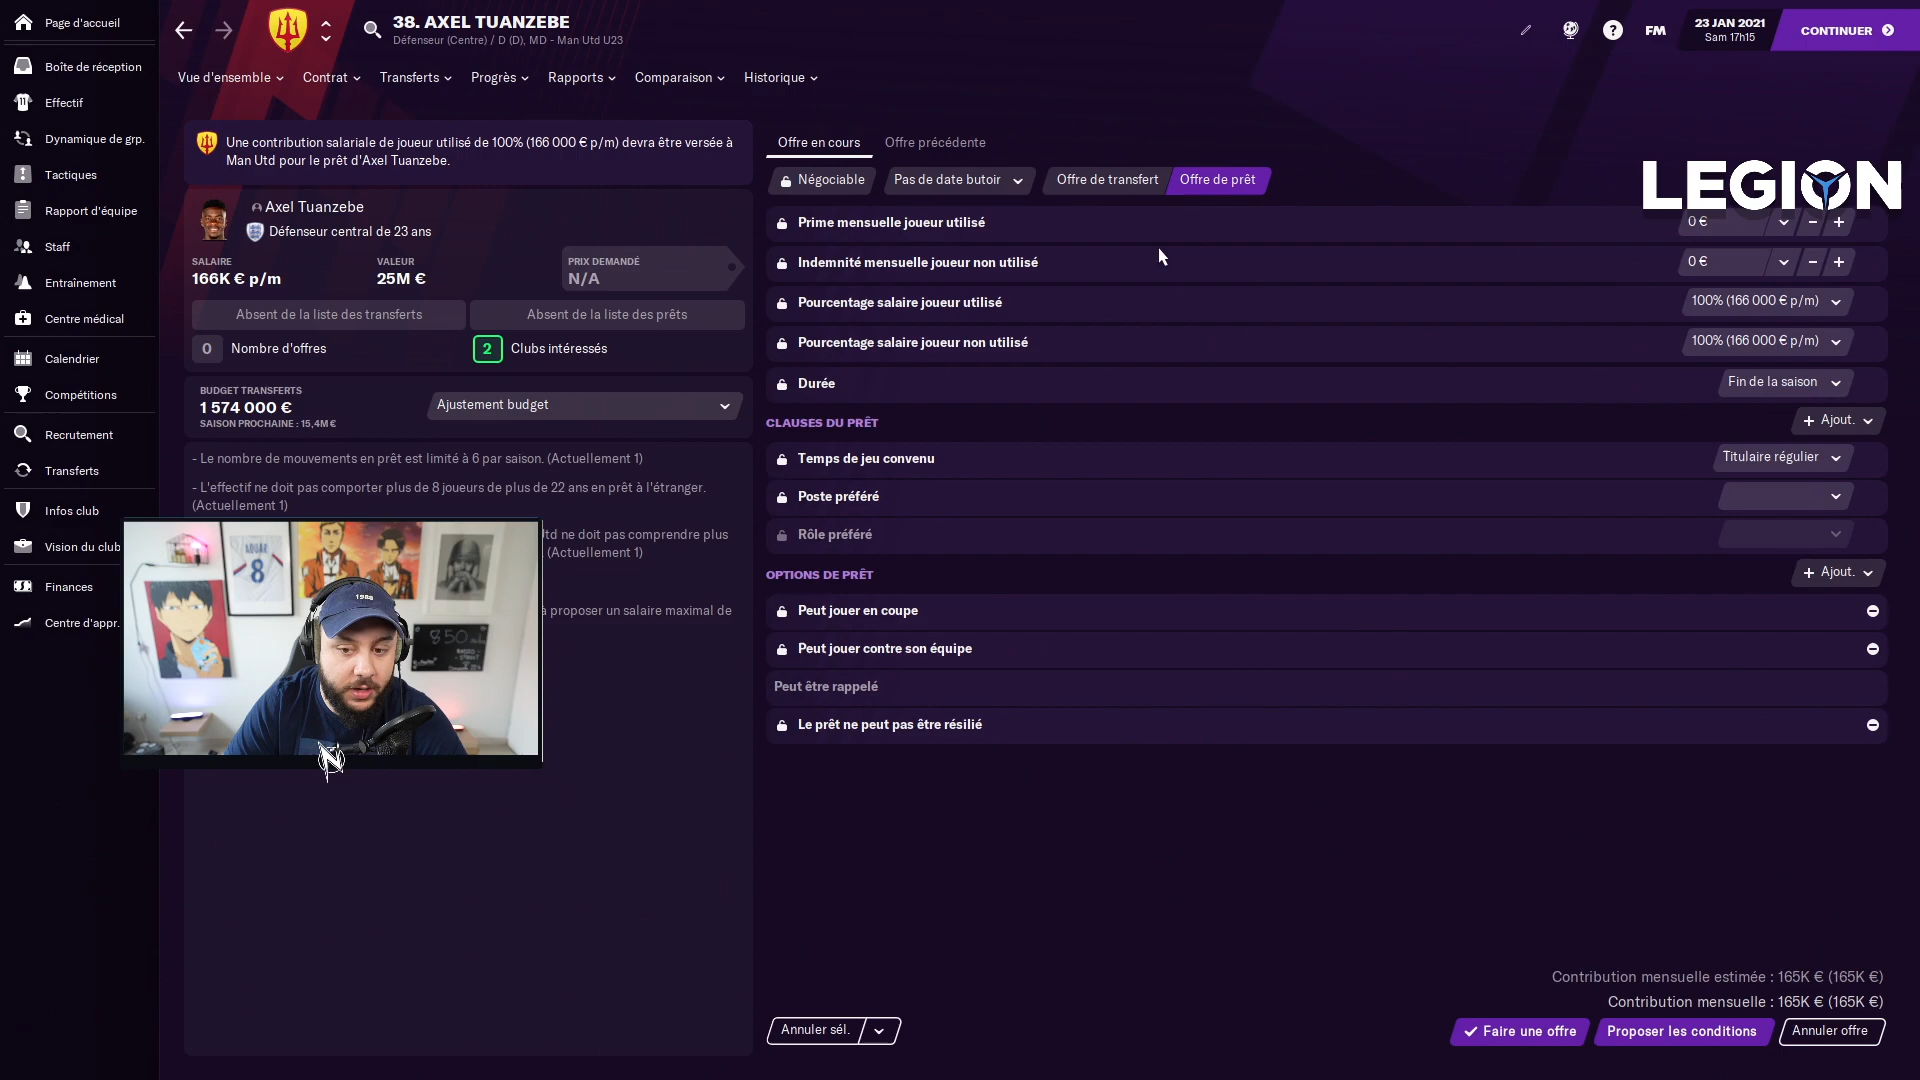 Page d'accueil
Boîte de réception
Effectif
Dynamique de grp.
Tactiques
Rapport d'équipe
Staff
Entraînement
Centre médical
Calendrier
Compétitions
Recrutement
Transferts
Infos club
Vision du club
Finances
Centre d'appr.
38. AXEL TUANZEBE
Défenseur (Centre) / D (D), MD - Man Utd U23
FM
23 JAN 2021
Sam 17h15
CONTINUER
Vue d'ensemble
Contrat
Transferts
Progrès
Rapports
Comparaison
Historique
Une contribution salariale de joueur utilisé de 100% (166 000 € p/m) devra être versée à
Man Utd pour le prêt d'Axel Tuanzebe.
Axel Tuanzebe
Défenseur central de 23 ans
SALAIRE
166K € p/m
VALEUR
25M €
PRIX DEMANDÉ
N/A
Absent de la liste des transferts
Absent de la liste des prêts
0 Nombre d'offres
2 Clubs intéressés
BUDGET TRANSFERTS
1 574 000 €
SAISON PROCHAINE : 15,4M €
Ajustement budget
- Le nombre de mouvements en prêt est limité à 6 par saison. (Actuellement 1)
- L'effectif ne doit pas comporter plus de 8 joueurs de plus de 22 ans en prêt à l'étranger.
(Actuellement 1)
Utd ne doit pas comprendre plus
(Actuellement 1)
à proposer un salaire maximal de
Offre en cours
Offre précédente
Négociable
Pas de date butoir
Offre de transfert
Offre de prêt
LEGION
Prime mensuelle joueur utilisé
0 €
Indemnité mensuelle joueur non utilisé
0 €
Pourcentage salaire joueur utilisé
100% (166 000 € p/m)
Pourcentage salaire joueur non utilisé
100% (166 000 € p/m)
Durée
Fin de la saison
CLAUSES DU PRÊT
+ Ajout.
Temps de jeu convenu
Titulaire régulier
Poste préféré
Rôle préféré
OPTIONS DE PRÊT
+ Ajout.
Peut jouer en coupe
Peut jouer contre son équipe
Peut être rappelé
Le prêt ne peut pas être résilié
Contribution mensuelle estimée : 165K € (165K €)
Contribution mensuelle : 165K € (165K €)
Annuler sél.
Faire une offre
Proposer les conditions
Annuler offre
AOUAR
8
1988
850